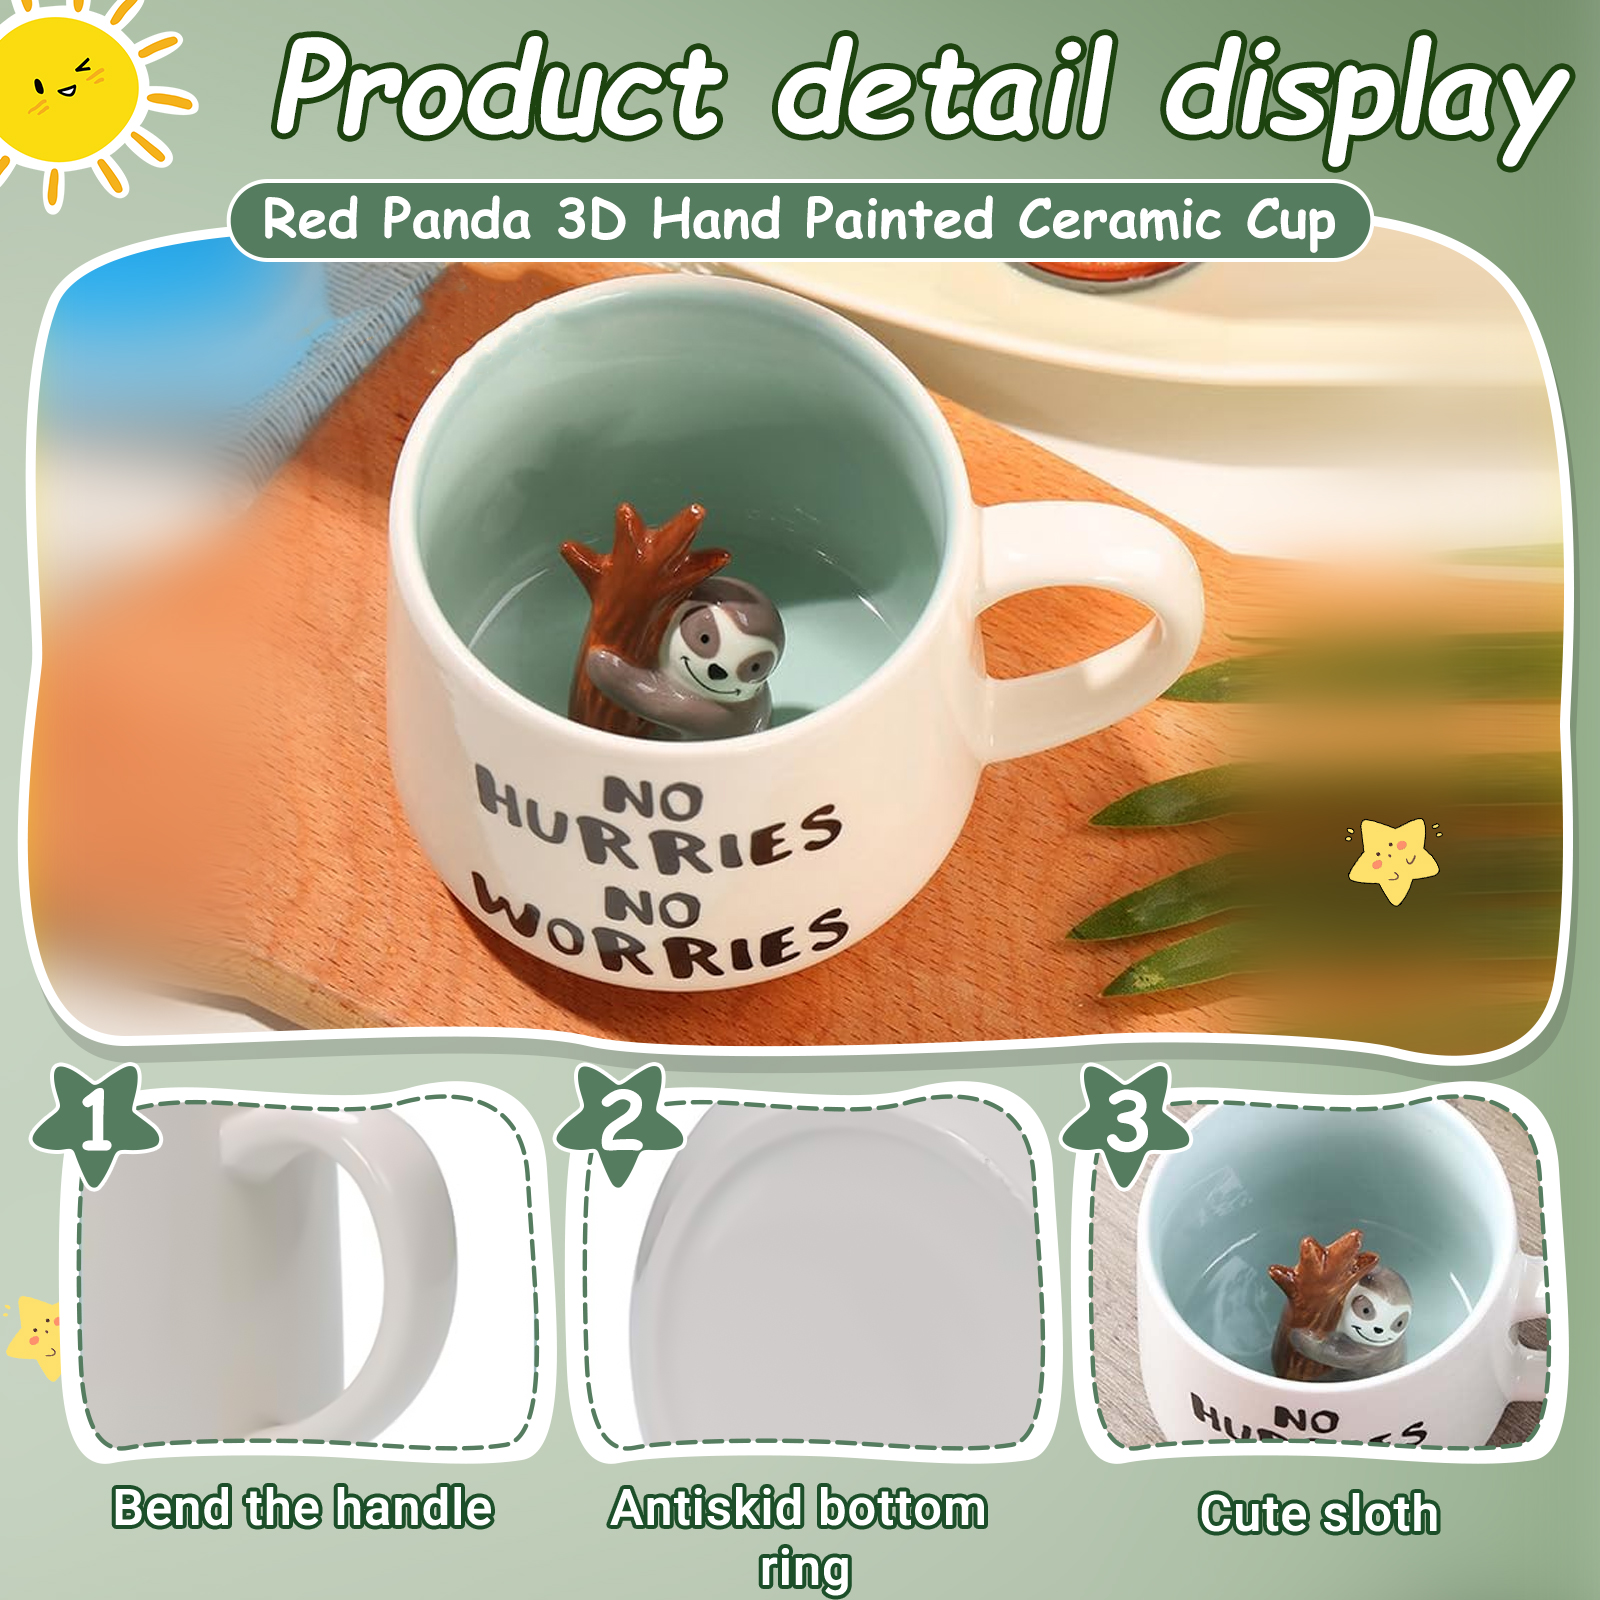 Product detail display
Red Panda 3D Hand Painted Ceramic Cup
NO
HURRIES
NO
WORRIES
1
2
3
NO
HURRIES
Bend the handle
Antiskid bottom
ring
Cute sloth